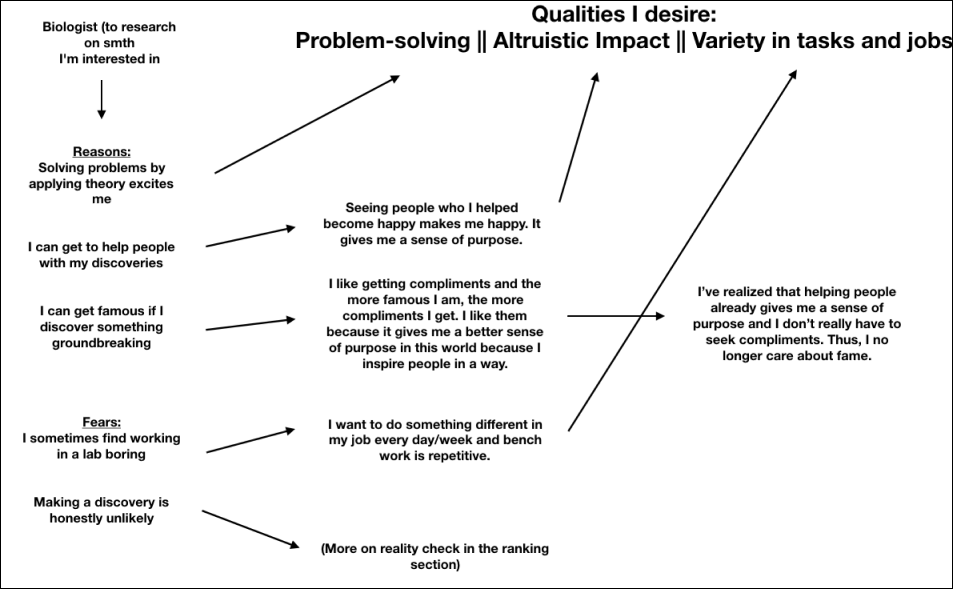 Qualities I desire:
Problem-solving || Altruistic Impact || Variety in tasks and jobs
Biologist (to research
on smth
I'm interested in
Reasons:
Solving problems by
applying theory excites
me
I can get to help people
with my discoveries
I can get famous if I
discover something
groundbreaking
Fears:
I sometimes find working
in a lab boring
Making a discovery is
honestly unlikely
Seeing people who I helped
become happy makes me happy. It
gives me a sense of purpose.
I like getting compliments and the
more famous I am, the more
compliments I get. I like them
because it gives me a better sense
of purpose in this world because I
inspire people in a way.
I want to do something different in
my job every day/week and bench
work is repetitive.
(More on reality check in the ranking
section)
I’ve realized that helping people
already gives me a sense of
purpose and I don’t really have to
seek compliments. Thus, I no
longer care about fame.